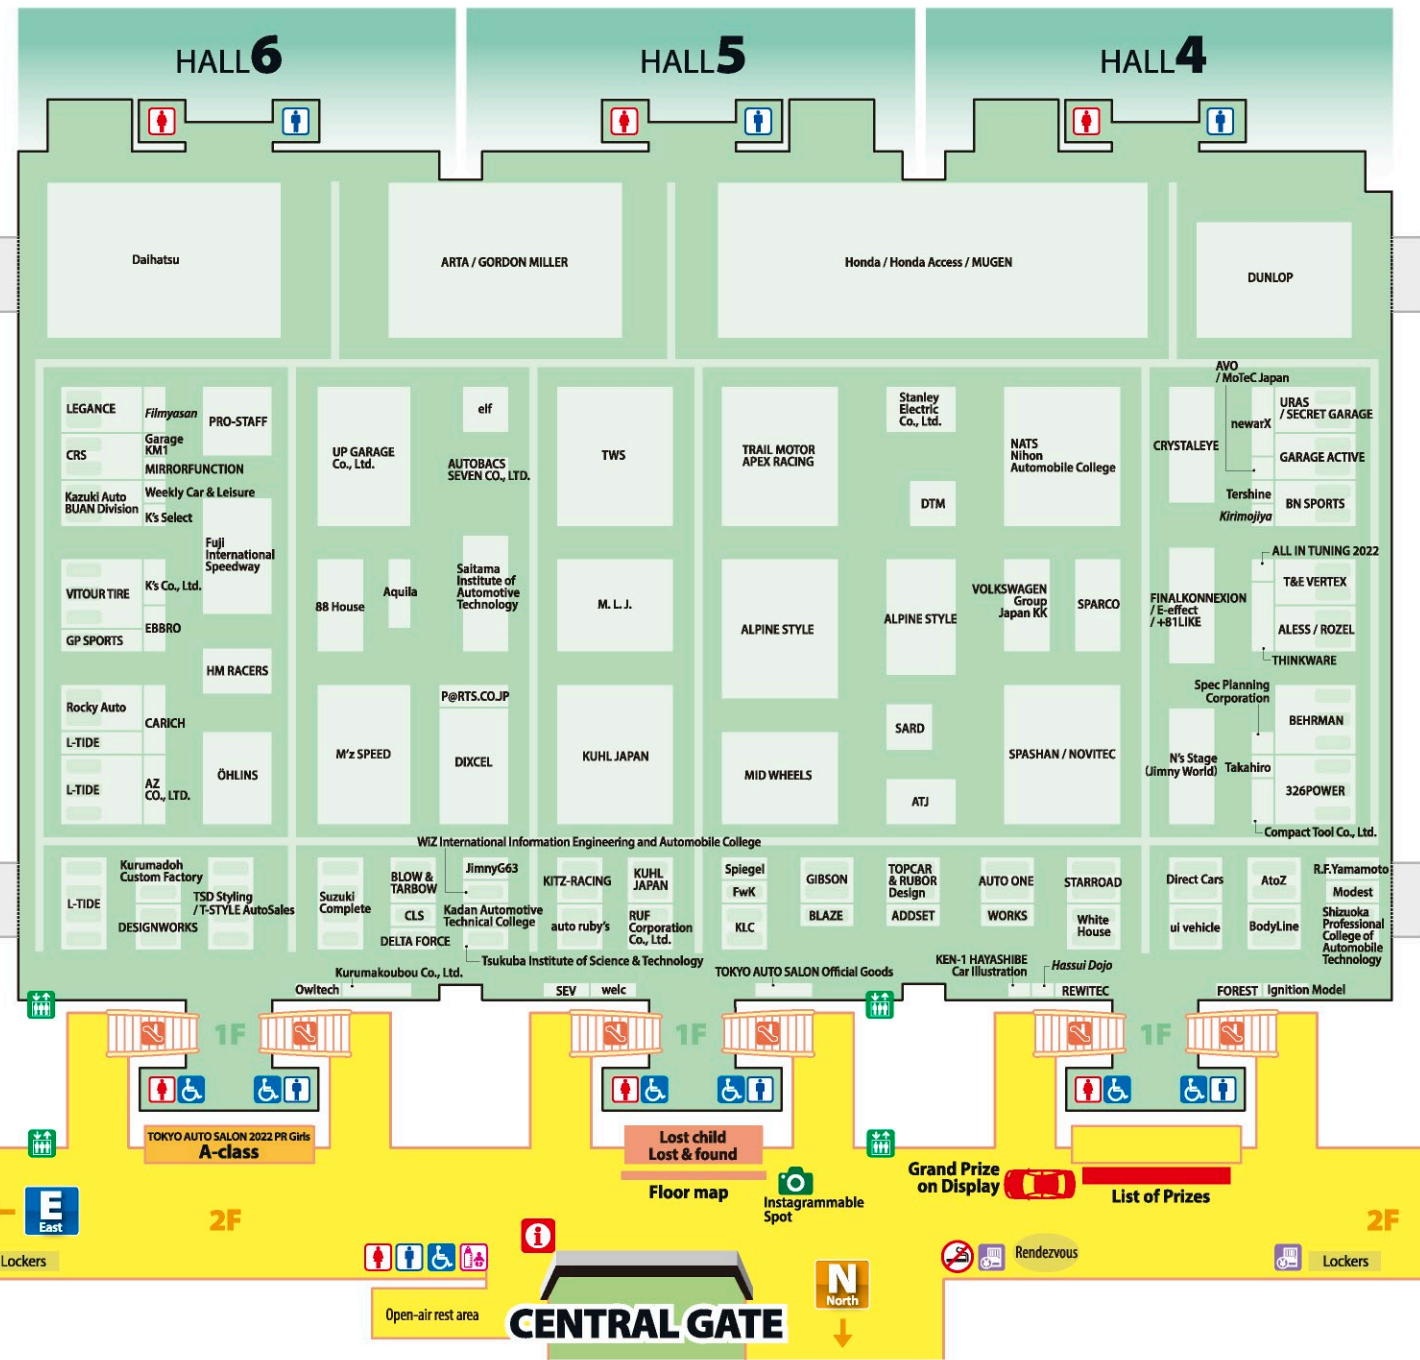 HALL6
HALL5
HALL4
Daihatsu
ARTA / GORDON MILLER
Honda / Honda Access / MUGEN
DUNLOP
LEGANCE
Filmyasan
PRO-STAFF
CRS
Garage
KM1
MIRRORFUNCTION
Kazuki Auto
BUAN Division
Weekly Car & Leisure
K's Select
Fuji
International
Speedway
VITOUR TIRE
K's Co., Ltd.
GP SPORTS
EBBRO
HM RACERS
Rocky Auto
CARICH
L-TIDE
L-TIDE
AZ
CO., LTD.
ÖHLINS
UP GARAGE
Co., Ltd.
elf
AUTOBACS
SEVEN CO., LTD.
88 House
Aquila
Saitama
Institute of
Automotive
Technology
P@RTS.CO.JP
M'z SPEED
DIXCEL
TWS
M. L. J.
KUHL JAPAN
TRAIL MOTOR
APEX RACING
Stanley
Electric
Co., Ltd.
DTM
NATS
Nihon
Automobile College
ALPINE STYLE
ALPINE STYLE
VOLKSWAGEN
Group
Japan KK
SPARCO
SARD
MID WHEELS
ATJ
SPASHAN / NOVITEC
AVO
/ MoTeC Japan
CRYSTALEYE
newarX
URAS
/ SECRET GARAGE
GARAGE ACTIVE
Tershine
Kirimojiya
BN SPORTS
ALL IN TUNING 2022
FINALKONNEXION
/ E-effect
/ +81LIKE
T&E VERTEX
ALESS / ROZEL
THINKWARE
Spec Planning
Corporation
BEHRMAN
N's Stage
(Jimny World)
Takahiro
326POWER
Compact Tool Co., Ltd.
L-TIDE
Kurumadoh
Custom Factory
TSD Styling
/ T-STYLE AutoSales
DESIGNWORKS
WiZ International Information Engineering and Automobile College
Suzuki
Complete
BLOW &
TARBOW
JimnyG63
CLS
Kadan Automotive
Technical College
DELTA FORCE
Tsukuba Institute of Science & Technology
KITZ-RACING
KUHL
JAPAN
auto ruby's
RUF
Corporation
Co., Ltd.
Spiegel
FwK
KLC
GIBSON
BLAZE
TOPCAR
& RUBOR
Design
ADDSET
AUTO ONE
WORKS
STARROAD
White
House
Direct Cars
ui vehicle
AtoZ
BodyLine
R.F.Yamamoto
Modest
Shizuoka
Professional
College of
Automobile
Technology
Kurumakoubou Co., Ltd.
Owltech
SEV
welc
TOKYO AUTO SALON Official Goods
KEN-1 HAYASHIBE
Car Illustration
Hassui Dojo
REWITEC
FOREST
Ignition Model
1F
1F
1F
TOKYO AUTO SALON 2022 PR Girls
A-class
Lost child
Lost & found
Floor map
Instagrammable
Spot
Grand Prize
on Display
List of Prizes
E
East
2F
2F
Lockers
Rendezvous
Lockers
Open-air rest area
CENTRAL GATE
N
North